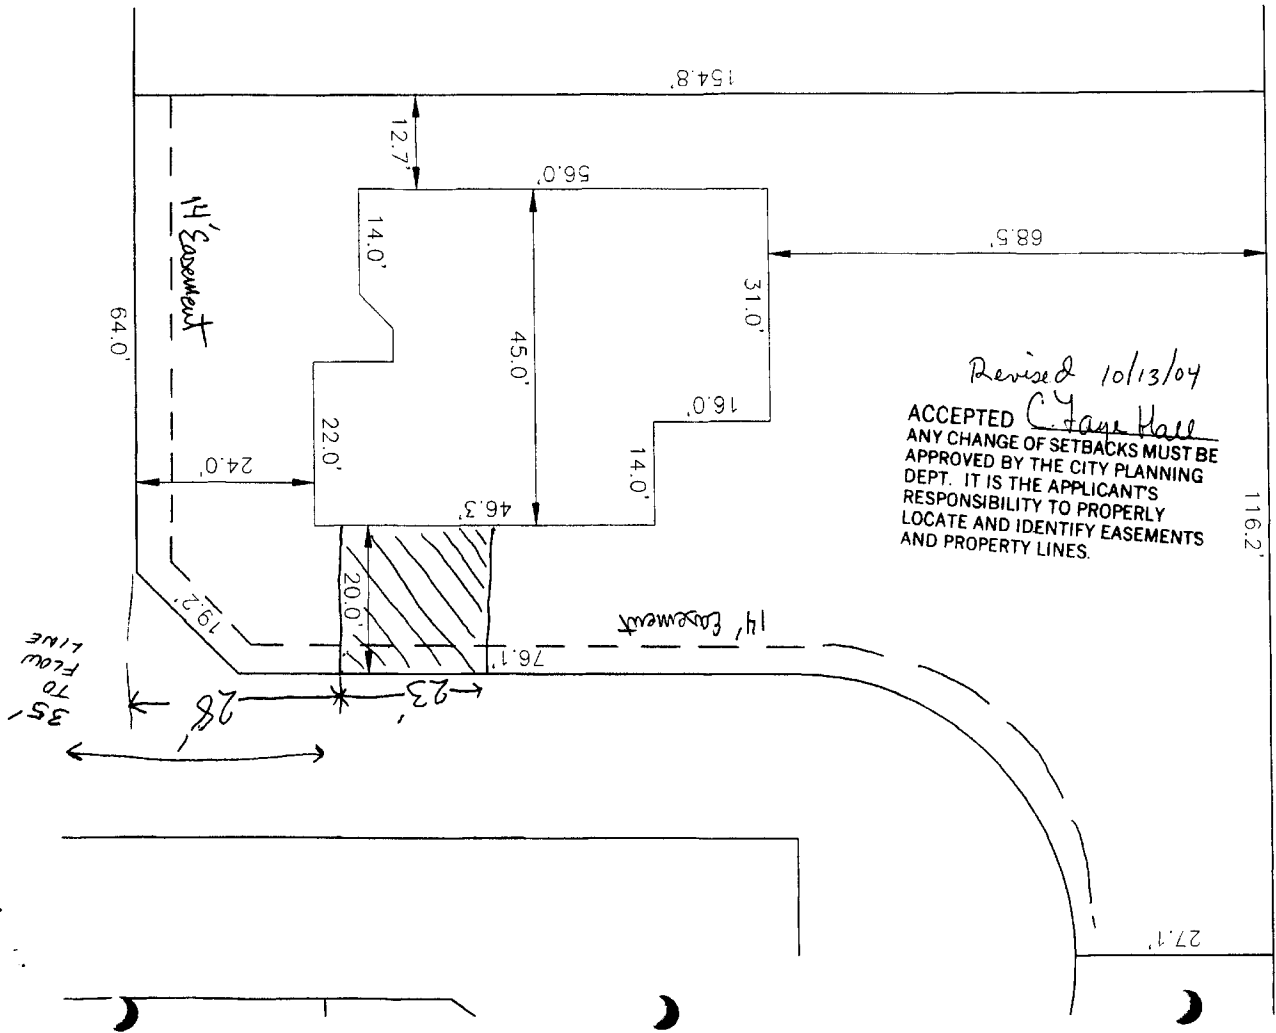 154.8'
12.7'
56.0'
14' Easement
14.0'
68.5'
64.0'
45.0'
31.0'
Revised 10/13/04
ACCEPTED C. Faye Hall
ANY CHANGE OF SETBACKS MUST BE
APPROVED BY THE CITY PLANNING
DEPT. IT IS THE APPLICANT'S
RESPONSIBILITY TO PROPERLY
LOCATE AND IDENTIFY EASEMENTS
AND PROPERTY LINES.
16.0'
22.0'
24.0'
14.0'
46.3'
116.2'
20.0'
19.2'
14' Easement
76.1'
23'
28'
35'
TO
FLOW
LINE
27.1'